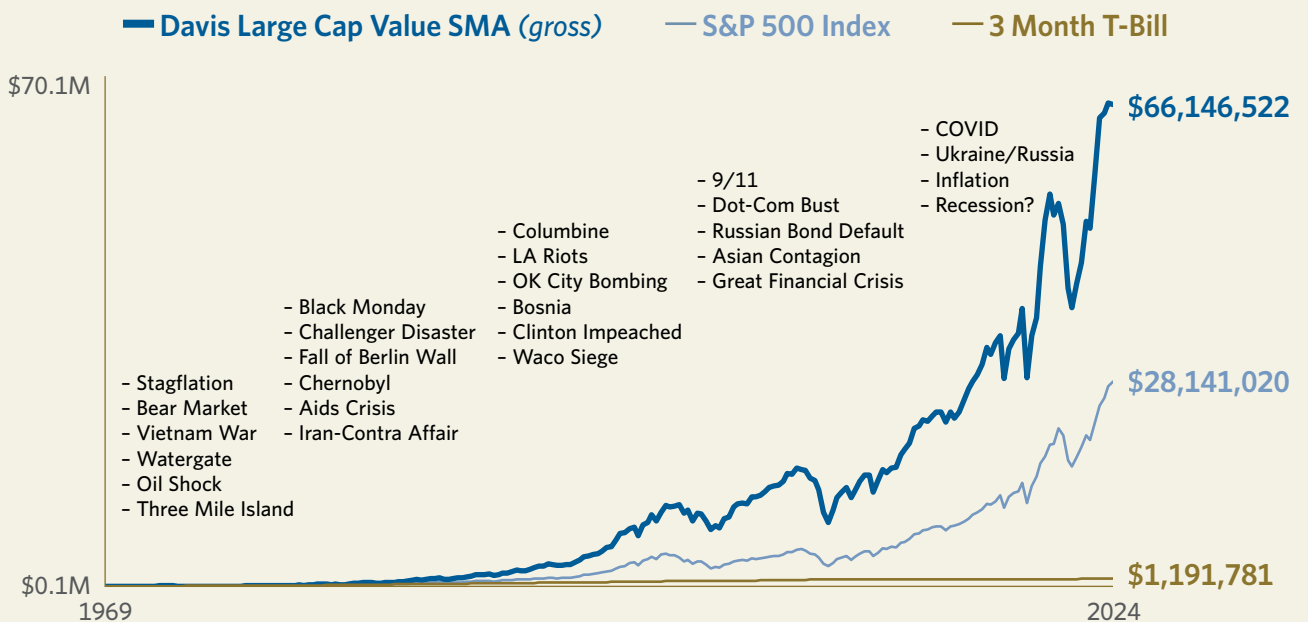 Davis Large Cap Value SMA (gross)
S&P 500 Index
3 Month T-Bill
$70.1M
$66,146,522
– COVID
– Ukraine/Russia
– Inflation
– Recession?
– 9/11
– Dot-Com Bust
– Russian Bond Default
– Asian Contagion
– Great Financial Crisis
– Columbine
– LA Riots
– OK City Bombing
– Bosnia
– Clinton Impeached
– Waco Siege
– Black Monday
– Challenger Disaster
– Fall of Berlin Wall
– Chernobyl
– Aids Crisis
– Iran-Contra Affair
– Stagflation
– Bear Market
– Vietnam War
– Watergate
– Oil Shock
– Three Mile Island
$28,141,020
$1,191,781
$0.1M
1969
2024